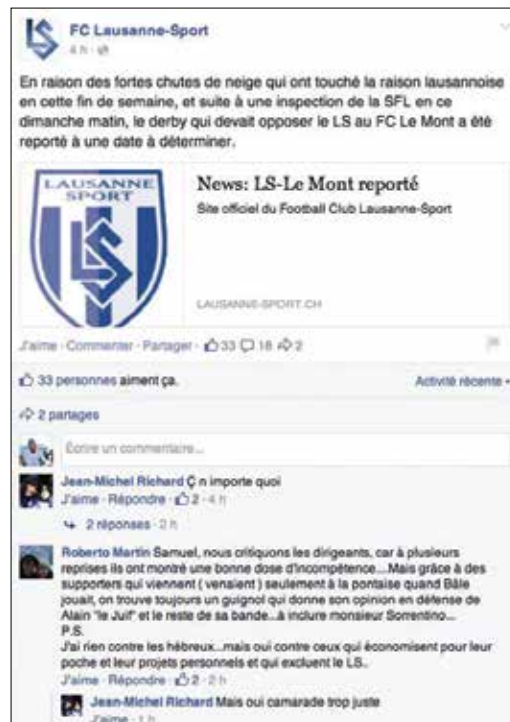 FC Lausanne-Sport
4 h ·
En raison des fortes chutes de neige qui ont touché la raison lausannoise
en cette fin de semaine, et suite à une inspection de la SFL en ce
dimanche matin, le derby qui devait opposer le LS au FC Le Mont a été
reporté à une date à déterminer.
LAUSANNE
SPORT
LS
News: LS-Le Mont reporté
Site officiel du Football Club Lausanne-Sport
LAUSANNE-SPORT.CH
J'aime · Commenter · Partager · 33 18 2
33 personnes aiment ça.
Activité récente
2 partages
Écrire un commentaire...
Jean-Michel Richard Ç n importe quoi
J'aime · Répondre · 2 · 4 h
2 réponses · 2 h
Roberto Martin Samuel, nous critiquons les dirigeants, car à plusieurs
reprises ils ont montré une bonne dose d'incompétence....Mais grâce à des
supporters qui viennent ( venaient ) seulement à la pontaise quand Bâle
jouait, on trouve toujours un guignol qui donne son opinion en défense de
Alain "le Juif" et le reste de sa bande...à inclure monsieur Sorrentino...
P.S.
J'ai rien contre les hébreux...mais oui contre ceux qui économisent pour leur
poche et leur projets personnels et qui excluent le LS..
J'aime · Répondre · 2 · 2 h
Jean-Michel Richard Mais oui camarade trop juste
J'aime · 1 h